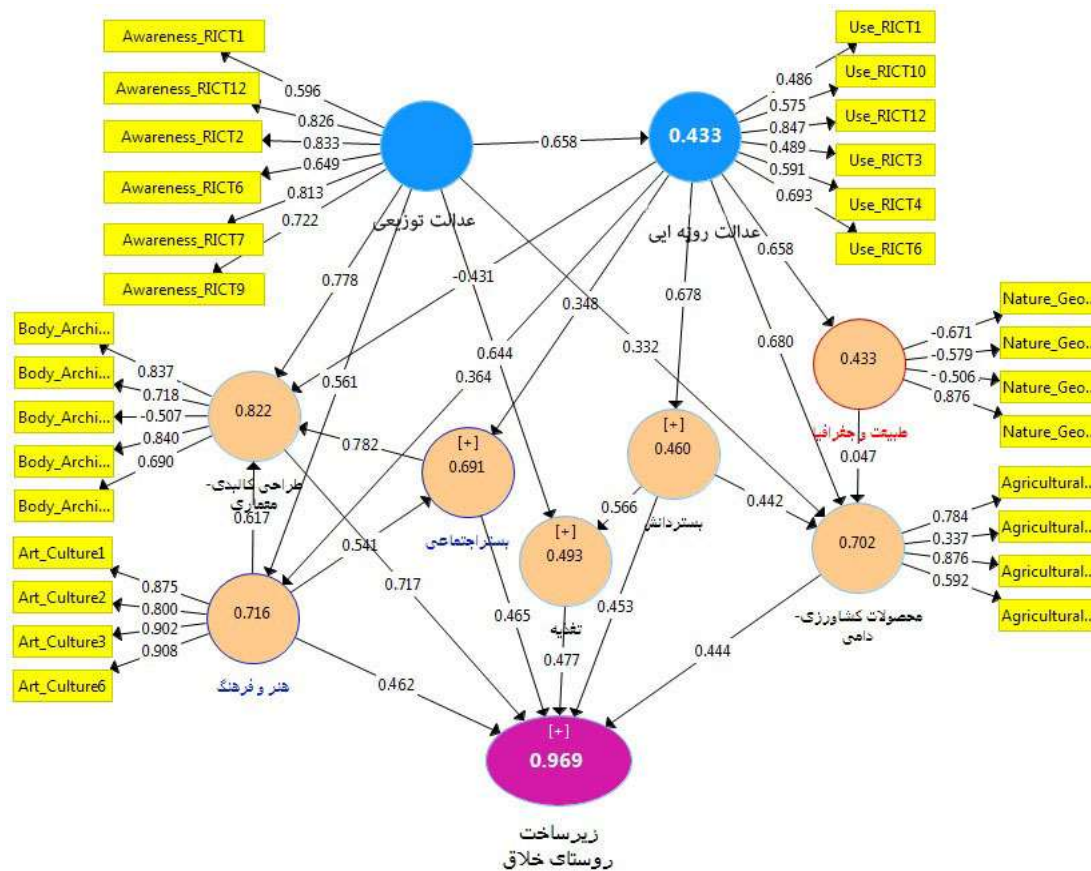 Awareness_RICT1
Awareness_RICT12
Awareness_RICT2
Awareness_RICT6
Awareness_RICT7
Awareness_RICT9
0.596
0.826
0.833
0.649
0.813
0.722
0.658
0.433
Use_RICT1
Use_RICT10
Use_RICT12
Use_RICT3
Use_RICT4
Use_RICT6
0.486
0.575
0.847
0.489
0.591
0.693
عدالت توزیعی
عدالت رویه ایی
0.778
-0.431
0.348
0.678
0.658
0.561
0.364
0.644
0.332
0.680
Body_Archi...
Body_Archi...
Body_Archi...
Body_Archi...
Body_Archi...
0.837
0.718
-0.507
0.840
0.690
0.822
طراحی کالبدی-
معماری
0.782
[+]
0.691
بستر اجتماعی
[+]
0.460
بستر دانش
0.433
طبیعت و جغرافیا
Nature_Geo...
Nature_Geo...
Nature_Geo...
Nature_Geo...
-0.671
-0.579
-0.506
0.876
0.047
0.617
0.541
0.566
0.442
[+]
0.493
تغذیه
0.702
محصولات کشاورزی-
دامی
Agricultural...
Agricultural...
Agricultural...
Agricultural...
0.784
0.337
0.876
0.592
Art_Culture1
Art_Culture2
Art_Culture3
Art_Culture6
0.875
0.800
0.902
0.908
0.716
هنر و فرهنگ
0.462
0.717
0.465
0.477
0.453
0.444
[+]
0.969
زیرساخت
روستای خلاق